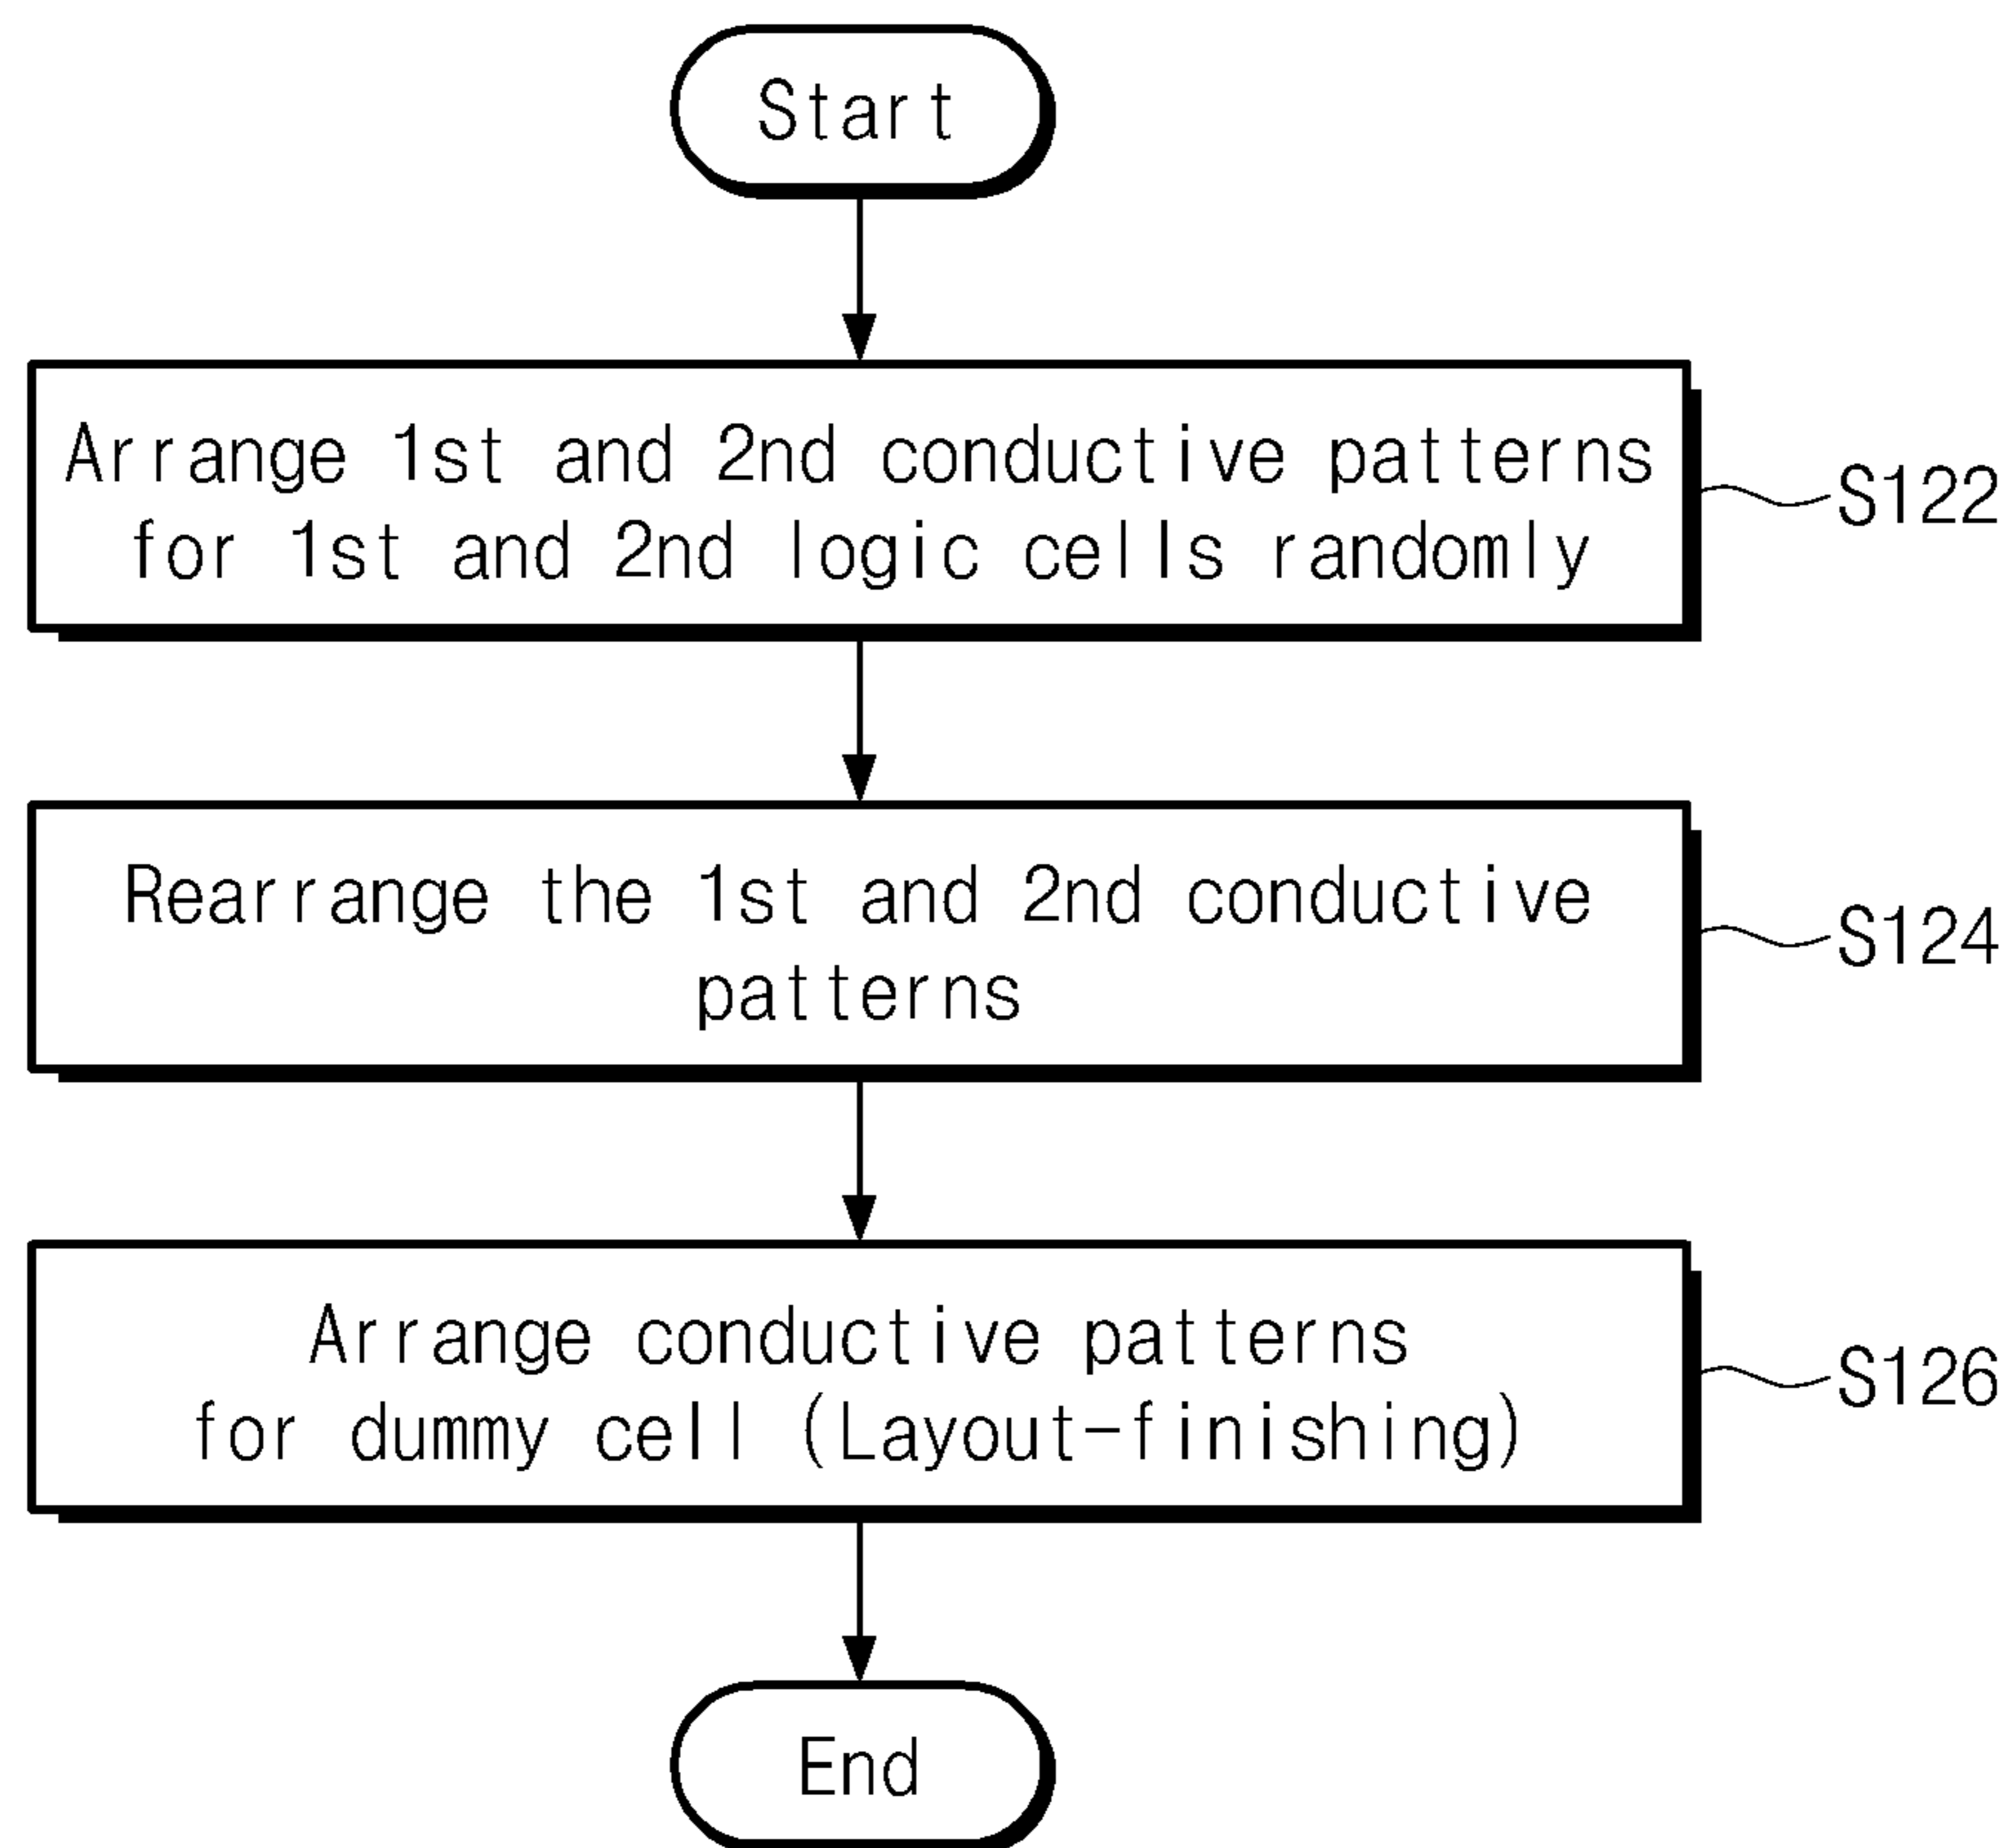 Start
Arrange 1st and 2nd conductive patterns
for 1st and 2nd logic cells randomly
S122
Rearrange the 1st and 2nd conductive
patterns
S124
Arrange conductive patterns
for dummy cell (Layout-finishing)
S126
End